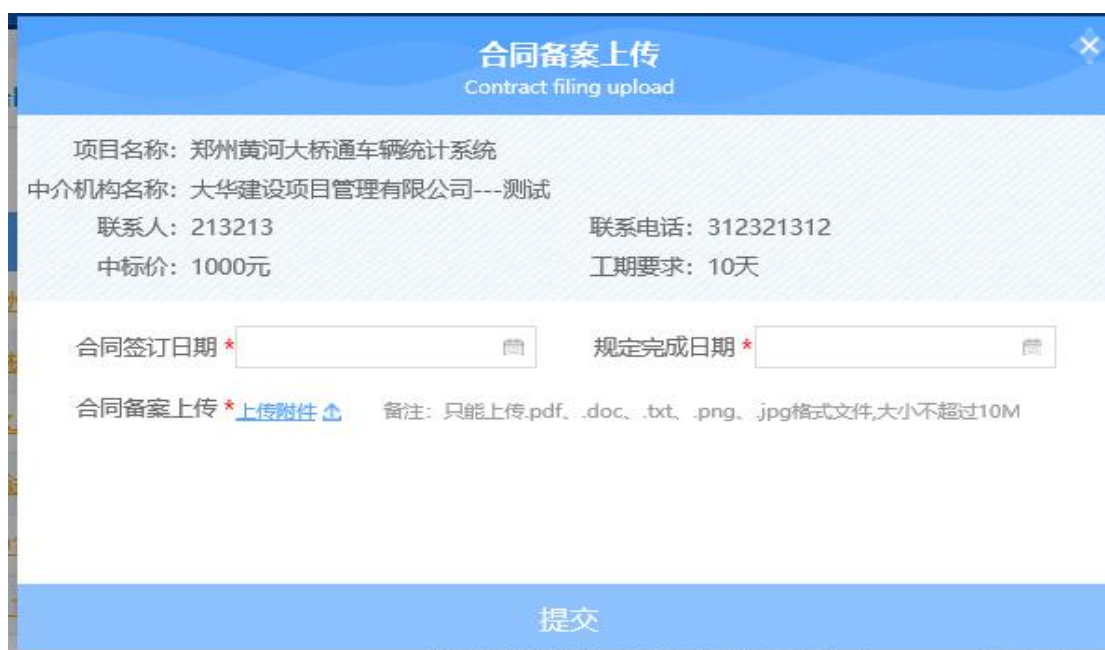 合同备案上传
Contract filing upload
项目名称：郑州黄河大桥通车辆统计系统
中介机构名称：大华建设项目管理有限公司---测试
联系人：213213 联系电话：312321312
中标价：1000元 工期要求：10天
合同签订日期 * 规定完成日期 *
合同备案上传 * 上传附件 备注：只能上传.pdf、.doc、.txt、.png、.jpg格式文件,大小不超过10M
提交